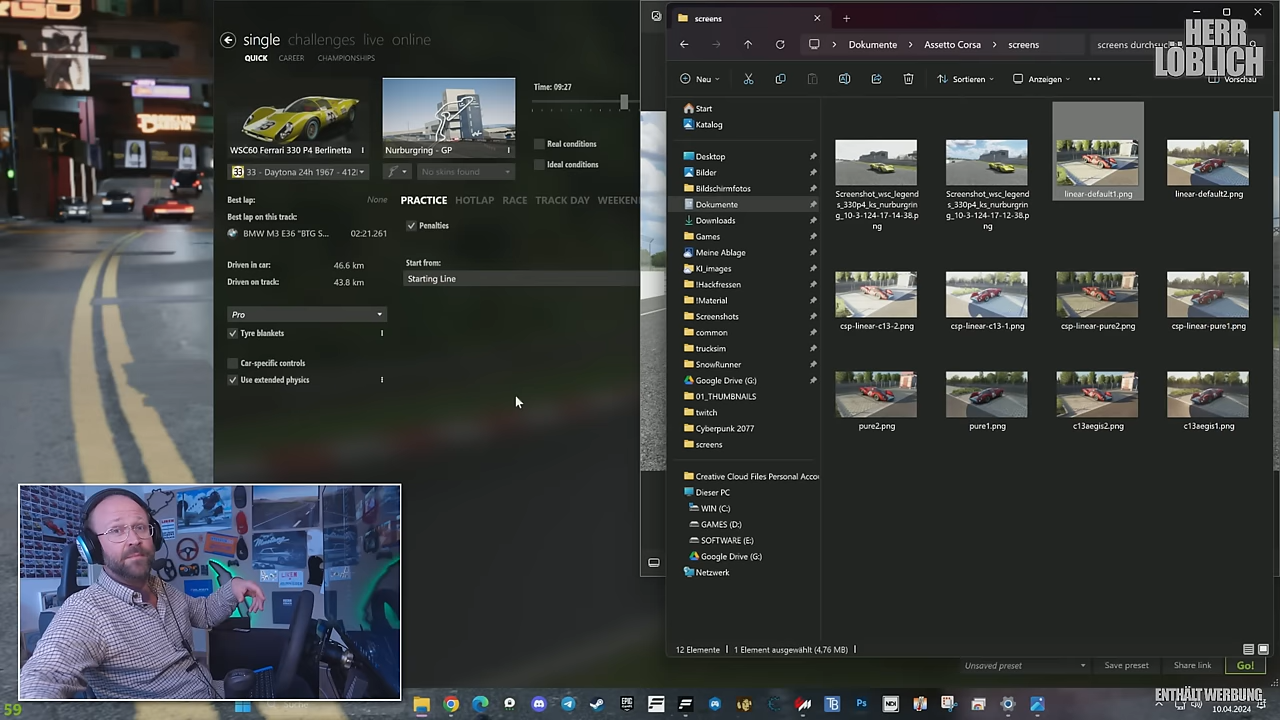 single challenges live online
QUICK CAREER CHAMPIONSHIPS
WSC60 Ferrari 330 P4 Berlinetta
Nurburgring - GP
Time: 09:27
Real conditions
Ideal conditions
33 33 - Daytona 24h 1967 - 412
No skins found
Best lap: None
Best lap on this track:
BMW M3 E36 "BTG S... 02:21.261
Driven in car: 46.6 km
Driven on track: 43.8 km
PRACTICE HOTLAP RACE TRACK DAY WEEKEN
Penalties
Start from:
Starting Line
Pro
Tyre blankets
Car-specific controls
Use extended physics
screens
Dokumente
Assetto Corsa
screens
screens durchsu
Neu
Sortieren
Anzeigen
Vorschau
HERR
LÖBLICH
Start
Katalog
Desktop
Bilder
Bildschirmfotos
Dokumente
Downloads
Games
Meine Ablage
KI_images
!Hackfressen
!Material
Screenshots
common
trucksim
SnowRunner
Google Drive (G:)
01_THUMBNAILS
twitch
Cyberpunk 2077
screens
Creative Cloud Files Personal Acco
Dieser PC
WIN (C:)
GAMES (D:)
SOFTWARE (E:)
Google Drive (G:)
Netzwerk
Screenshot_wsc_legend
s_330p4_ks_nurburgrin
g_10-3-124-17-14-38.p
ng
Screenshot_wsc_legend
s_330p4_ks_nurburgrin
g_10-3-124-17-12-38.p
ng
linear-default1.png
linear-default2.png
csp-linear-c13-2.png
csp-linear-c13-1.png
csp-linear-pure2.png
csp-linear-pure1.png
pure2.png
pure1.png
c13aegis2.png
c13aegis1.png
12 Elemente
1 Element ausgewählt (4,76 MB)
Unsaved preset
Save preset
Share link
Go!
59
Suche
ENTHÄLT WERBUNG
10.04.2024